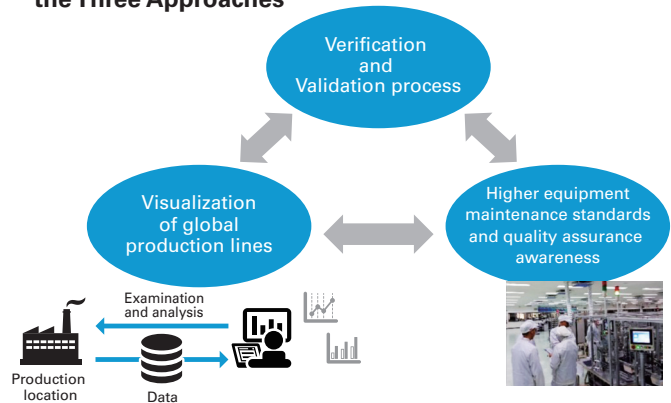 the Three Approaches
Verification
and
Validation process
Visualization
of global
production lines
Higher equipment
maintenance standards
and quality assurance
awareness
Examination
and analysis
Production
location
Data